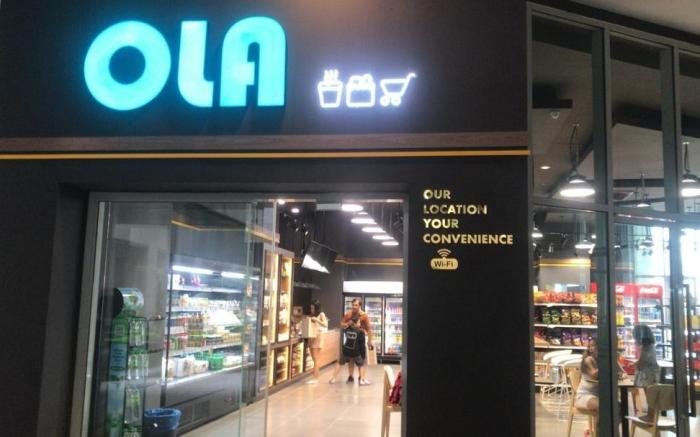 OLA
OUR
LOCATION
YOUR
CONVENIENCE
Wi-Fi